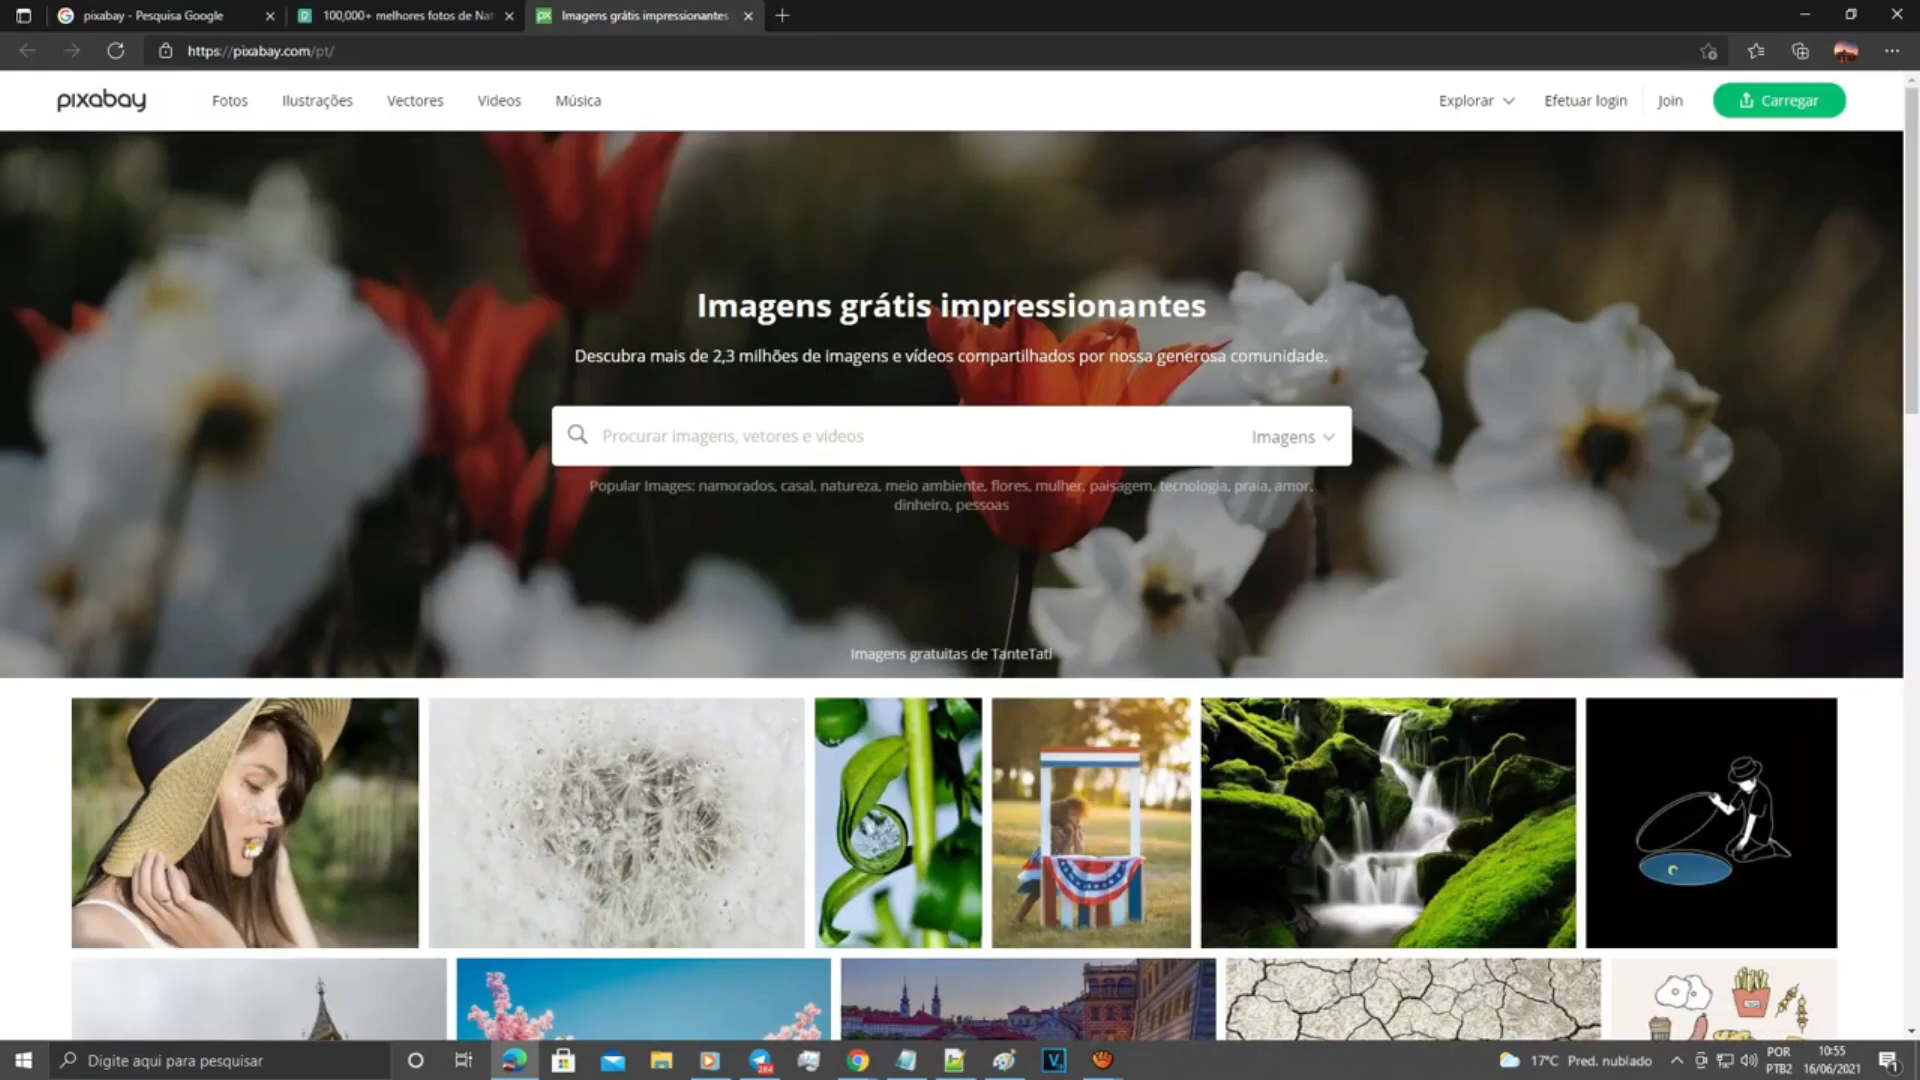 pixabay - Pesquisa Google
100,000+ melhores fotos de Nat
Imagens grátis impressionantes
https://pixabay.com/pt/
pixabay
Fotos
Ilustrações
Vectores
Videos
Música
Explorar
Efetuar login
Join
Carregar
Imagens grátis impressionantes
Descubra mais de 2,3 milhões de imagens e vídeos compartilhados por nossa generosa comunidade.
Procurar imagens, vetores e videos
Imagens
Popular Images: namorados, casal, natureza, meio ambiente, flores, mulher, paisagem, tecnologia, praia, amor,
dinheiro, pessoas
Imagens gratuitas de TanteTati
Digite aqui para pesquisar
17°C Pred. nublado
POR
PTB2
10:55
16/06/2021